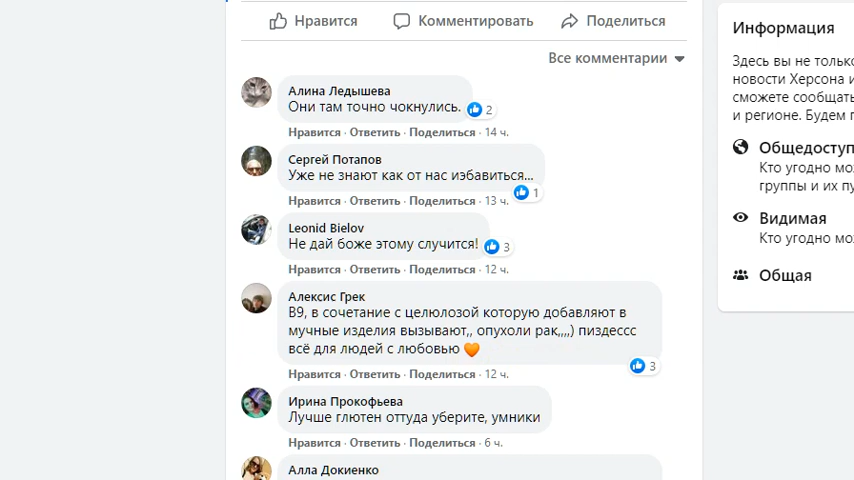 Нравится Комментировать Поделиться
Все комментарии
Алина Ледышева
Они там точно чокнулись.
2
Нравится · Ответить · Поделиться · 14 ч.
Сергей Потапов
Уже не знают как от нас избавиться...
1
Нравится · Ответить · Поделиться · 13 ч.
Leonid Bielov
Не дай боже этому случится!
3
Нравится · Ответить · Поделиться · 12 ч.
Алексис Грек
В9, в сочетание с целюлозой которую добавляют в
мучные изделия вызывают,, опухоли рак,,,,) пиздессс
всё для людей с любовью 🧡
3
Нравится · Ответить · Поделиться · 12 ч.
Ирина Прокофьева
Лучше глютен оттуда уберите, умники
Нравится · Ответить · Поделиться · 6 ч.
Алла Докиенко
Информация
Здесь вы не только
новости Херсона и
сможете сообщать
и регионе. Будем
Общедоступ
Кто угодно мо
группы и их пу
Видимая
Кто угодно мо
Общая